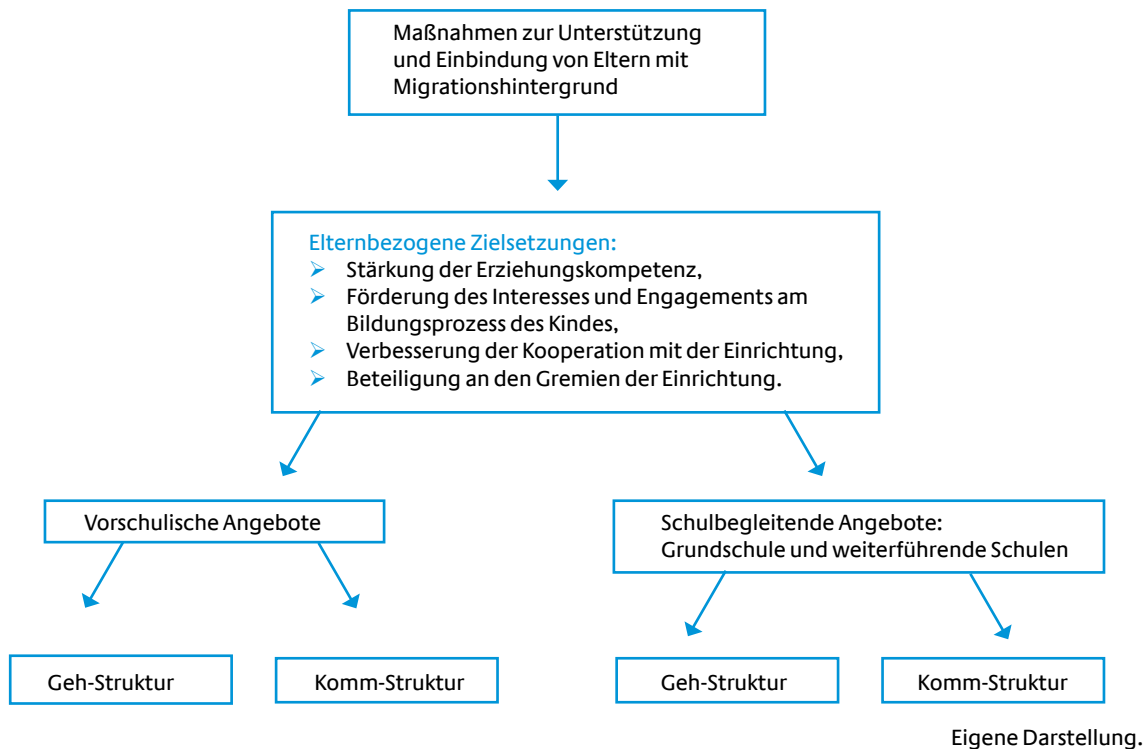 Maßnahmen zur Unterstützung
und Einbindung von Eltern mit
Migrationshintergrund
Elternbezogene Zielsetzungen:
➢ Stärkung der Erziehungskompetenz,
➢ Förderung des Interesses und Engagements am
Bildungsprozess des Kindes,
➢ Verbesserung der Kooperation mit der Einrichtung,
➢ Beteiligung an den Gremien der Einrichtung.
Vorschulische Angebote
Schulbegleitende Angebote:
Grundschule und weiterführende Schulen
Geh-Struktur
Komm-Struktur
Geh-Struktur
Komm-Struktur
Eigene Darstellung.